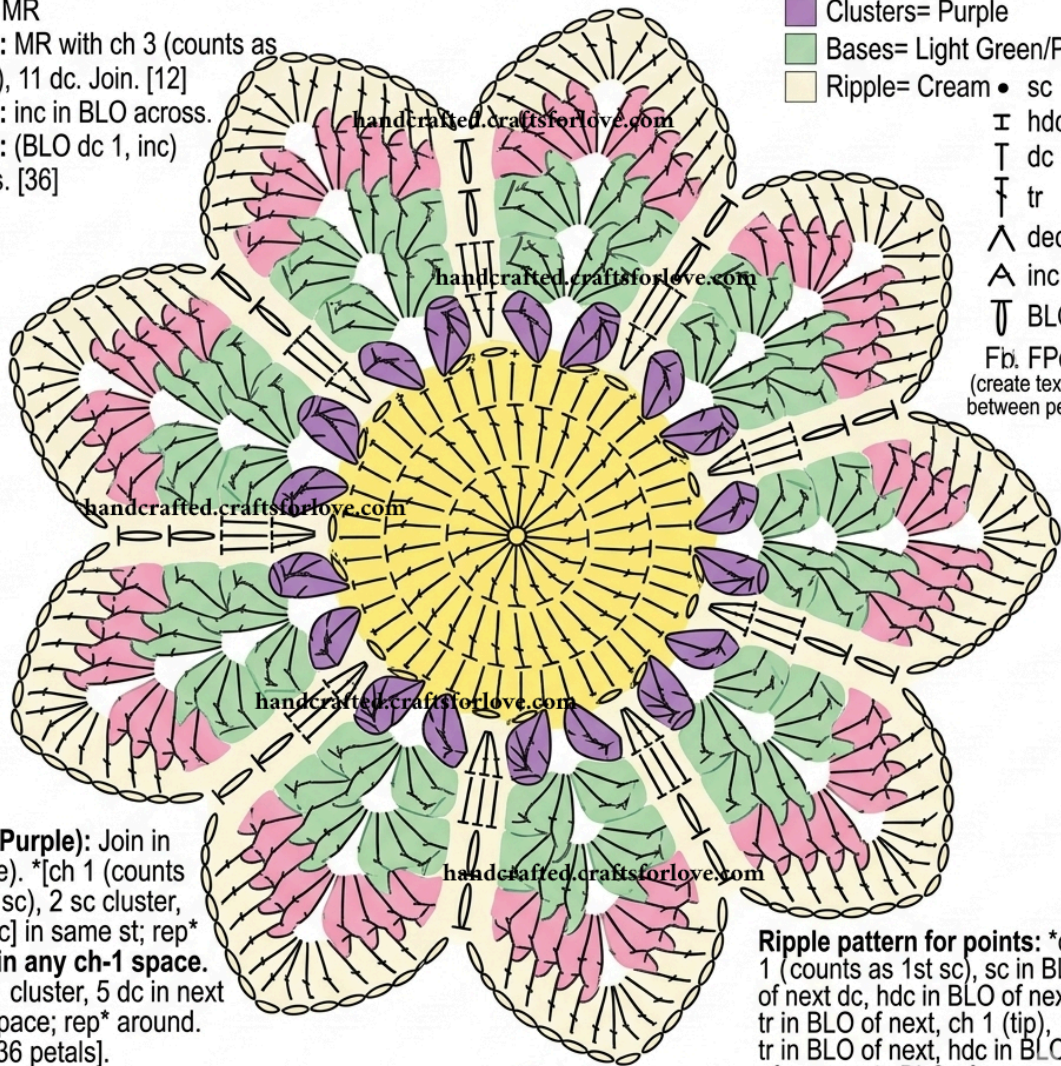 MR
: MR with ch 3 (counts as
), 11 dc. Join. [12]
: inc in BLO across.
: (BLO dc 1, inc)
s. [36]
Clusters= Purple
Bases= Light Green/P
Ripple= Cream • sc
hdc
dc
tr
dec
inc
BLO
FPd
(create tex
between pe
handcrafted.craftsforlove.com
handcrafted.craftsforlove.com
handcrafted.craftsforlove.com
handcrafted.craftsforlove.com
handcrafted.craftsforlove.com
Purple): Join in
e). *[ch 1 (counts
sc), 2 sc cluster,
c] in same st; rep*
in any ch-1 space.
cluster, 5 dc in next
pace; rep* around.
36 petals].
Ripple pattern for points: *c
1 (counts as 1st sc), sc in Bl
of next dc, hdc in BLO of nex
tr in BLO of next, ch 1 (tip),
tr in BLO of next, hdc in BLO